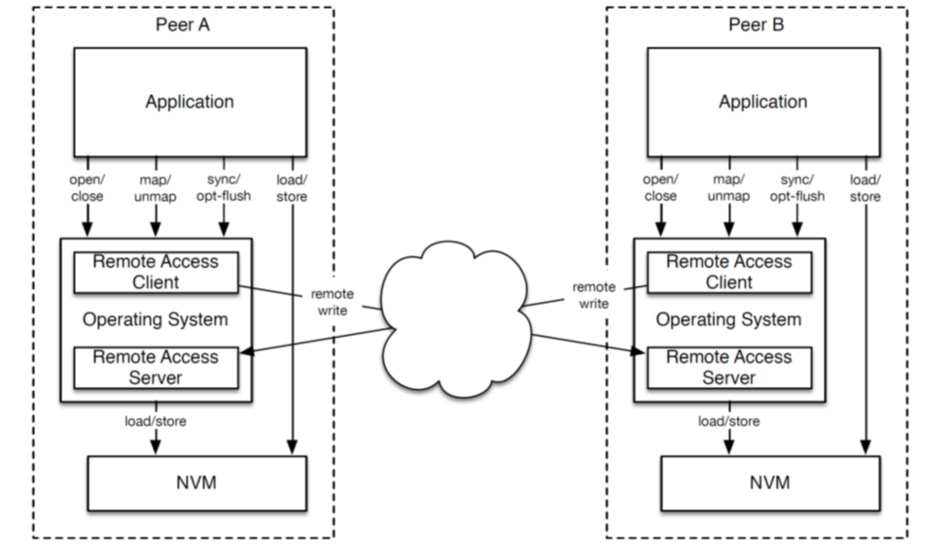 Peer A
Application
open/
close
map/
unmap
sync/
opt-flush
load/
store
Remote Access
Client
Operating System
Remote Access
Server
load/store
NVM
remote
write
remote
write
Peer B
Application
open/
close
map/
unmap
sync/
opt-flush
load/
store
Remote Access
Client
Operating System
Remote Access
Server
load/store
NVM